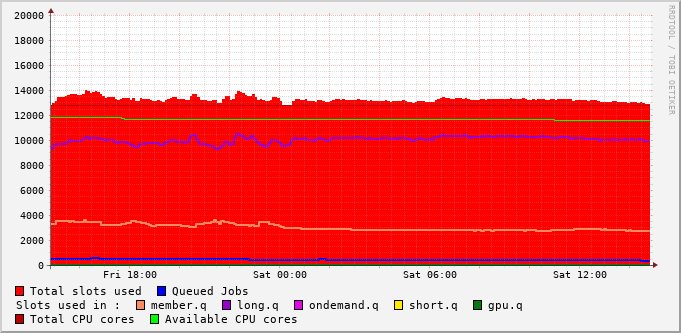 20000
18000
16000
14000
12000
10000
8000
6000
4000
2000
0
Fri 18:00 Sat 00:00 Sat 06:00 Sat 12:00
RRDTOOL / TOBI OETIKER
Total slots used Queued Jobs
Slots used in : member.q long.q ondemand.q short.q gpu.q
Total CPU cores Available CPU cores